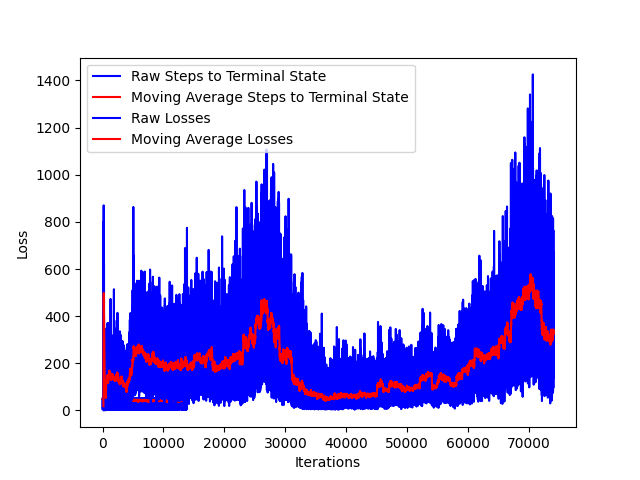 Raw Steps to Terminal State
Moving Average Steps to Terminal State
Raw Losses
Moving Average Losses
1400
1200
1000
800
600
400
200
0
Loss
0 10000 20000 30000 40000 50000 60000 70000
Iterations